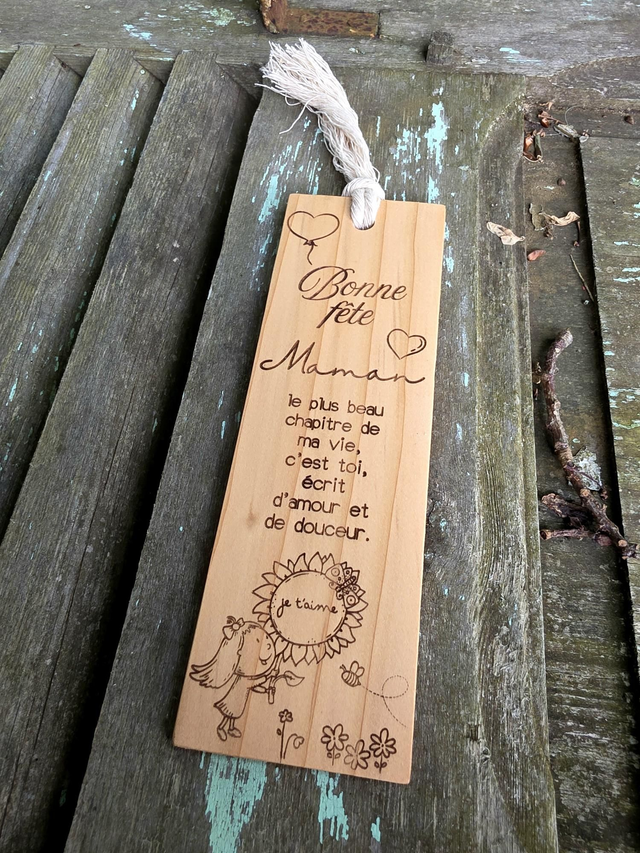 Bonne
fête
Maman
le plus beau
chapitre de
ma vie,
c'est toi,
écrit
d'amour et
de douceur.
je t'aime